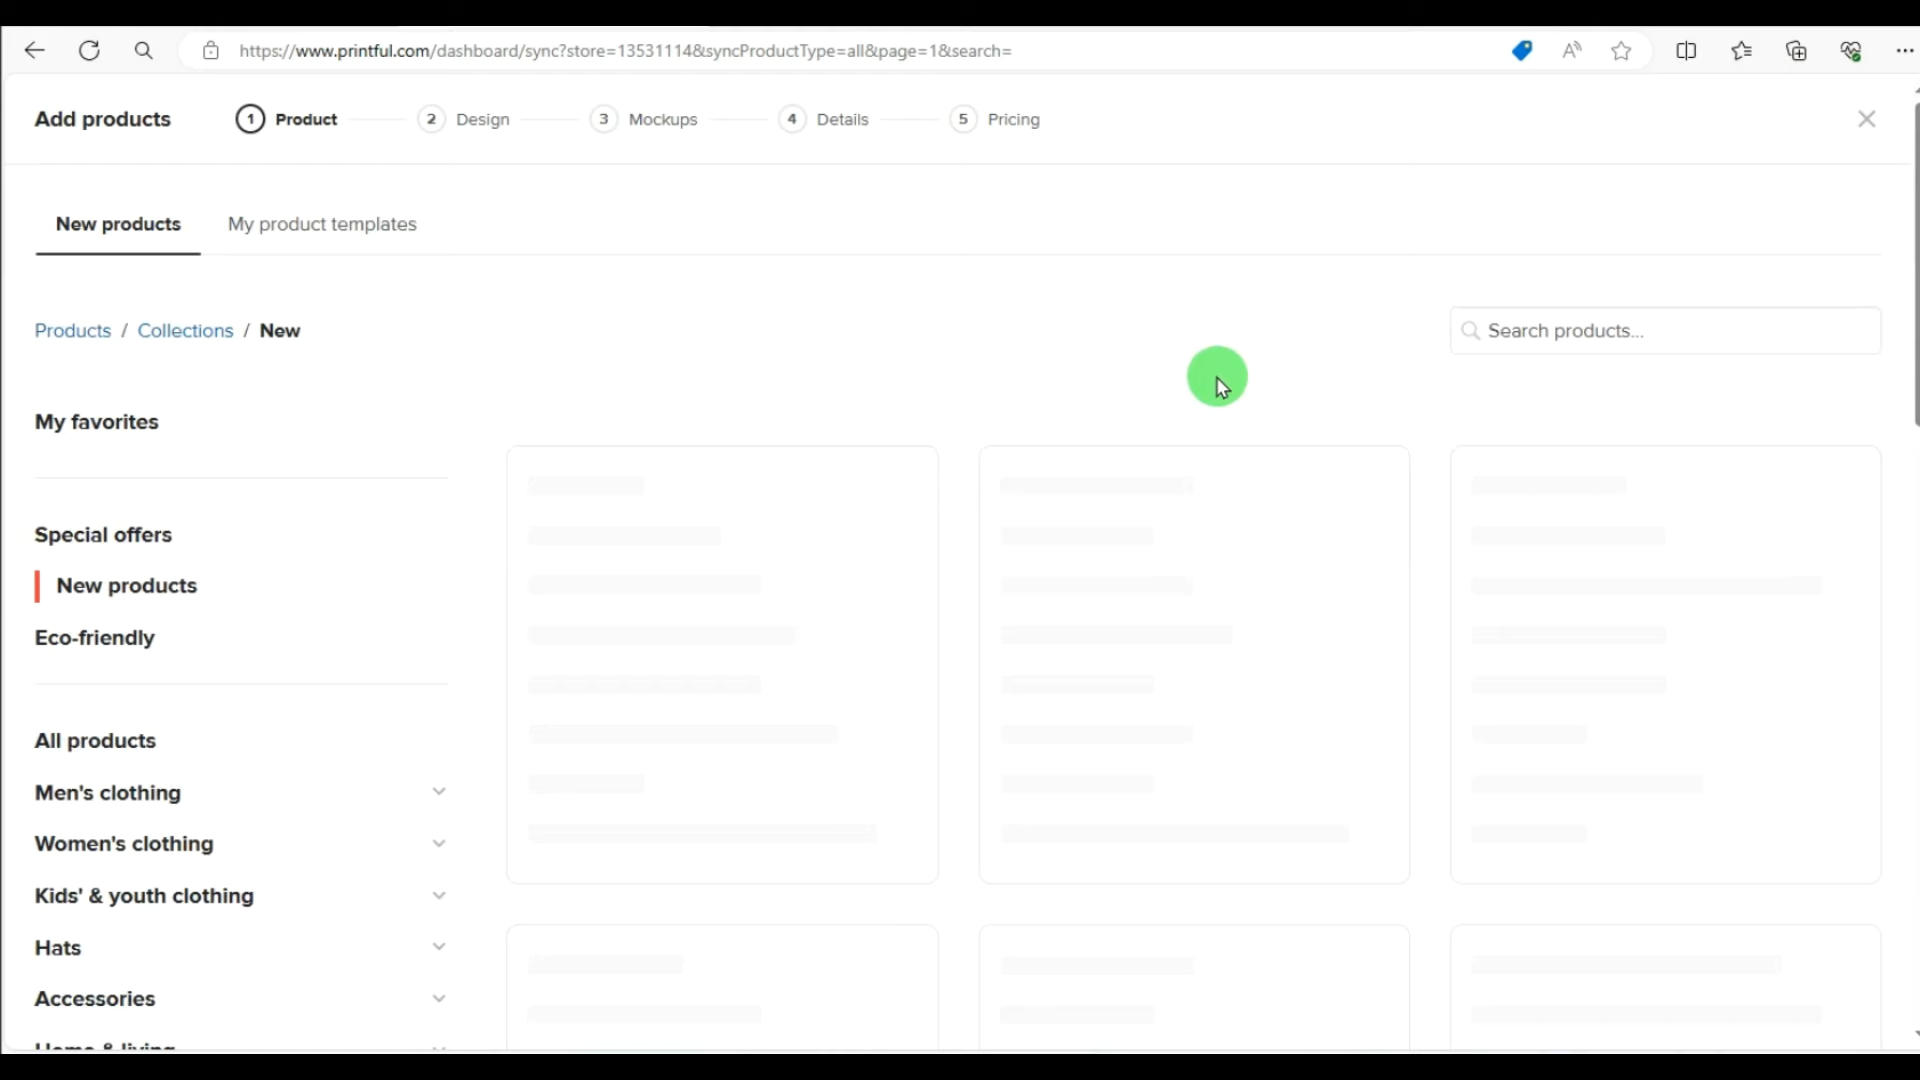 https://www.printful.com/dashboard/sync?store=13531114&syncProductType=all&page=1&search=
Add products
1 Product
2 Design
3 Mockups
4 Details
5 Pricing
New products
My product templates
Products / Collections / New
Search products...
My favorites
Special offers
New products
Eco-friendly
All products
Men's clothing
Women's clothing
Kids' & youth clothing
Hats
Accessories
Home & living